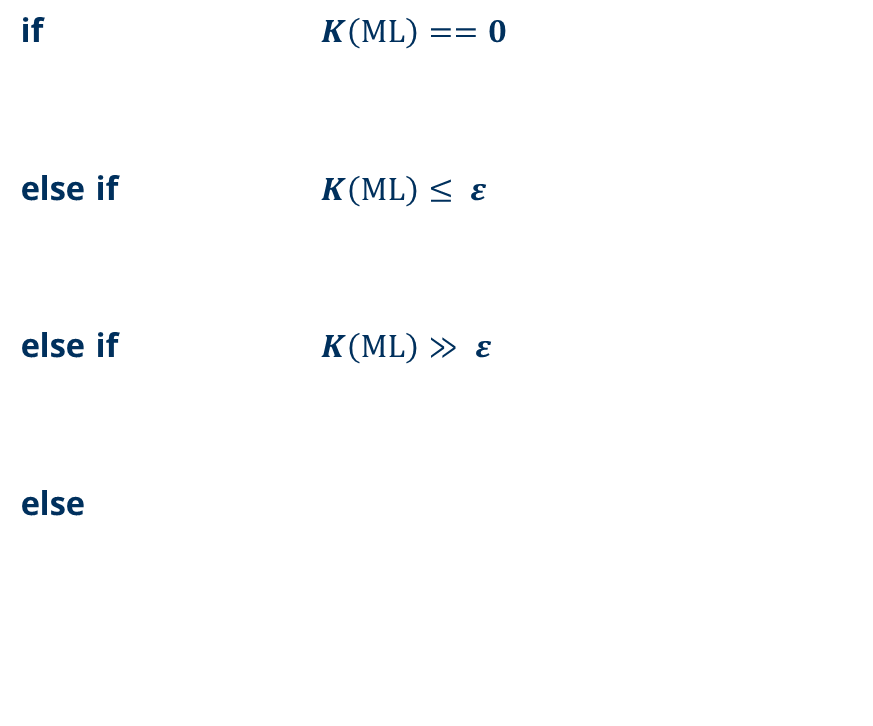 if K(ML) == 0
else if K(ML) ≤ ε
else if K(ML) ≫ ε
else